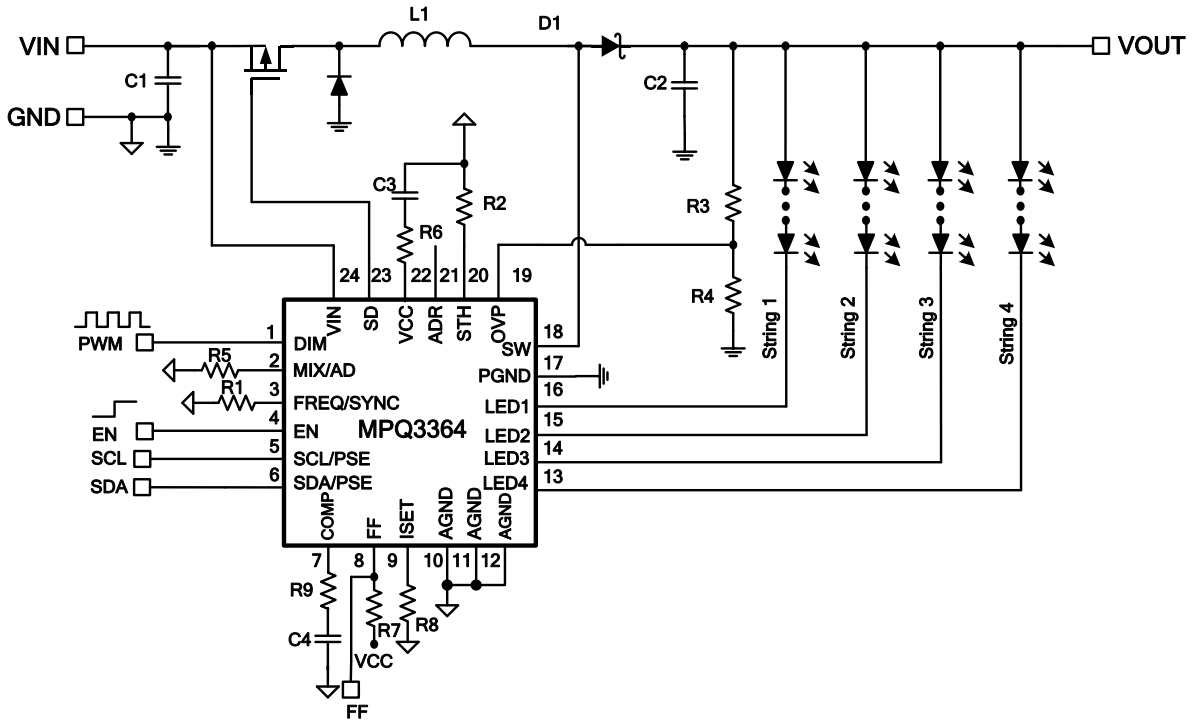 L1
D1
VIN
VOUT
C1
C2
GND
C3
R2
R3
R6
24
23
22
21
20
19
R4
String 1
String 2
String 3
String 4
VIN
SD
VCC
ADR
STH
OVP
PWM
1
DIM
SW
18
R5
2
MIX/AD
PGND
17
R1
3
FREQ/SYNC
LED1
16
EN
4
EN
MPQ3364
LED2
15
SCL
5
SCL/PSE
LED3
14
SDA
6
SDA/PSE
LED4
13
COMP
FF
ISET
AGND
AGND
AGND
7
8
9
10
11
12
R9
R7
R8
C4
VCC
FF